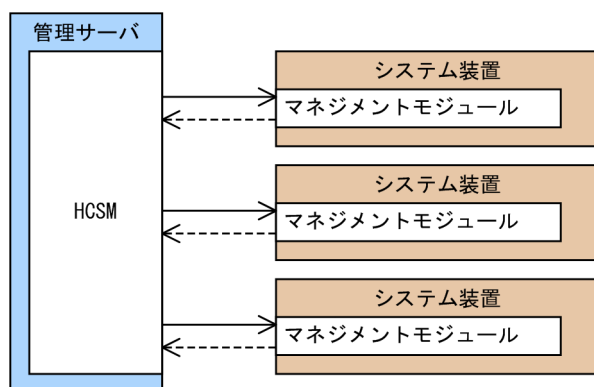 管理サーバ
HCSM
システム装置
マネジメントモジュール
システム装置
マネジメントモジュール
システム装置
マネジメントモジュール